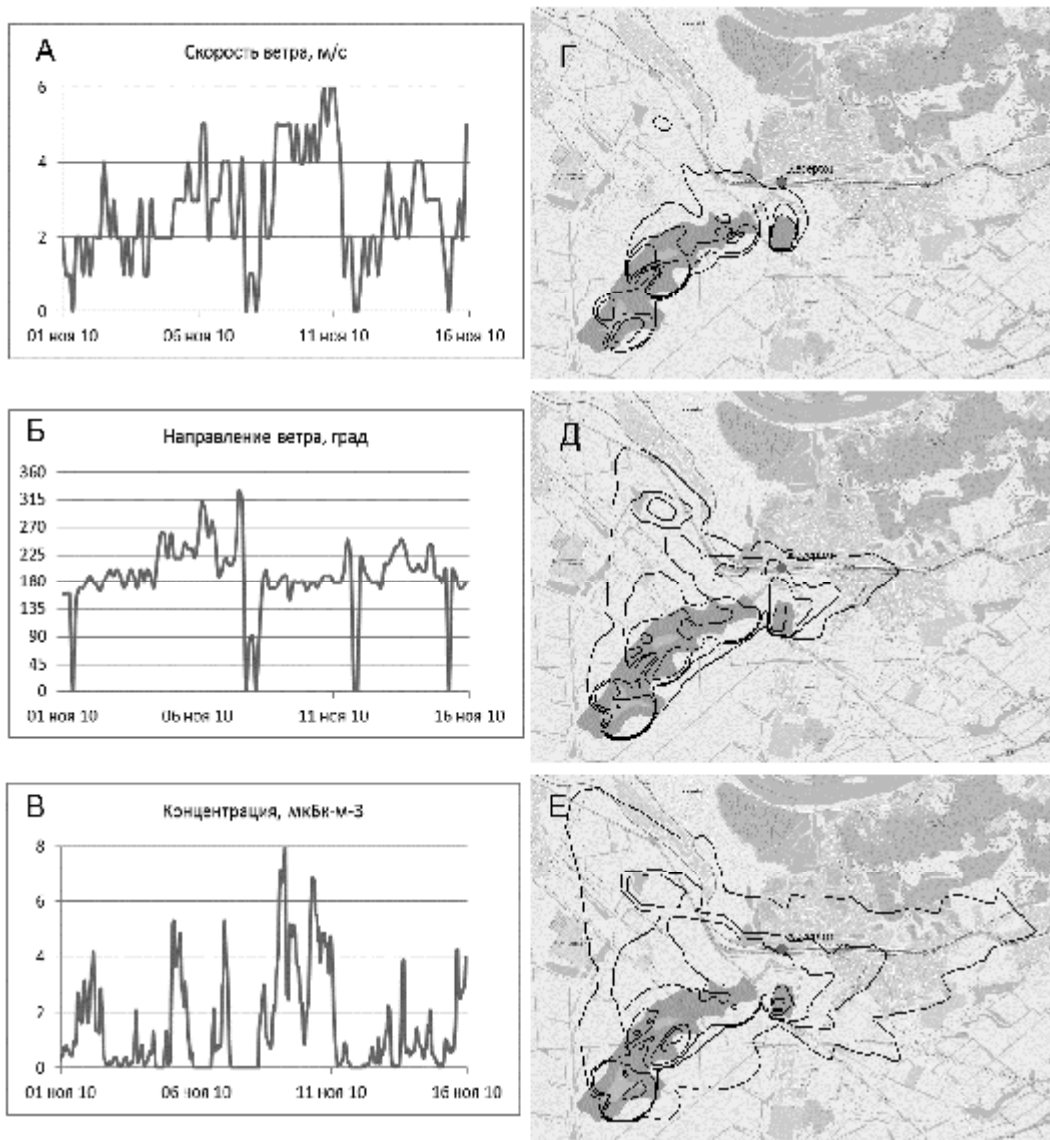 А
Скорость ветра, м/с
6
4
2
0
01 ноя 10
06 ноя 10
11 ноя 10
16 ноя 10
Г
Б
Направление ветра, град
360
315
270
225
180
135
90
45
0
01 ноя 10
06 ноя 10
11 ноя 10
16 ноя 10
Д
В
Концентрация, мкБк-м-3
8
6
4
2
0
01 ноя 10
06 ноя 10
11 ноя 10
16 ноя 10
Е